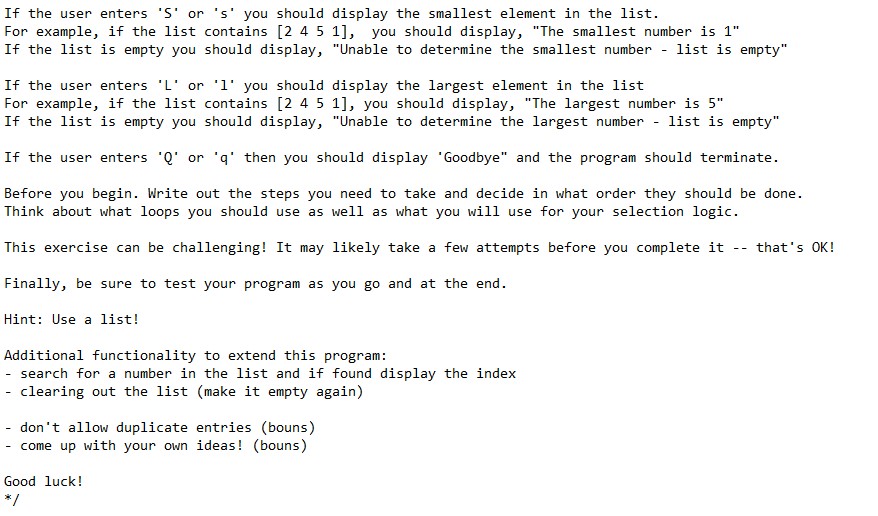 If the user enters 'S' or 's' you should display the smallest element in the list.
For example, if the list contains [2 4 5 1],  you should display, "The smallest number is 1"
If the list is empty you should display, "Unable to determine the smallest number - list is empty"

If the user enters 'L' or 'l' you should display the largest element in the list
For example, if the list contains [2 4 5 1], you should display, "The largest number is 5"
If the list is empty you should display, "Unable to determine the largest number - list is empty"

If the user enters 'Q' or 'q' then you should display 'Goodbye" and the program should terminate.

Before you begin. Write out the steps you need to take and decide in what order they should be done.
Think about what loops you should use as well as what you will use for your selection logic.

This exercise can be challenging! It may likely take a few attempts before you complete it -- that's OK!

Finally, be sure to test your program as you go and at the end.

Hint: Use a list!

Additional functionality to extend this program:
- search for a number in the list and if found display the index
- clearing out the list (make it empty again)

- don't allow duplicate entries (bouns)
- come up with your own ideas! (bouns)

Good luck!
*/